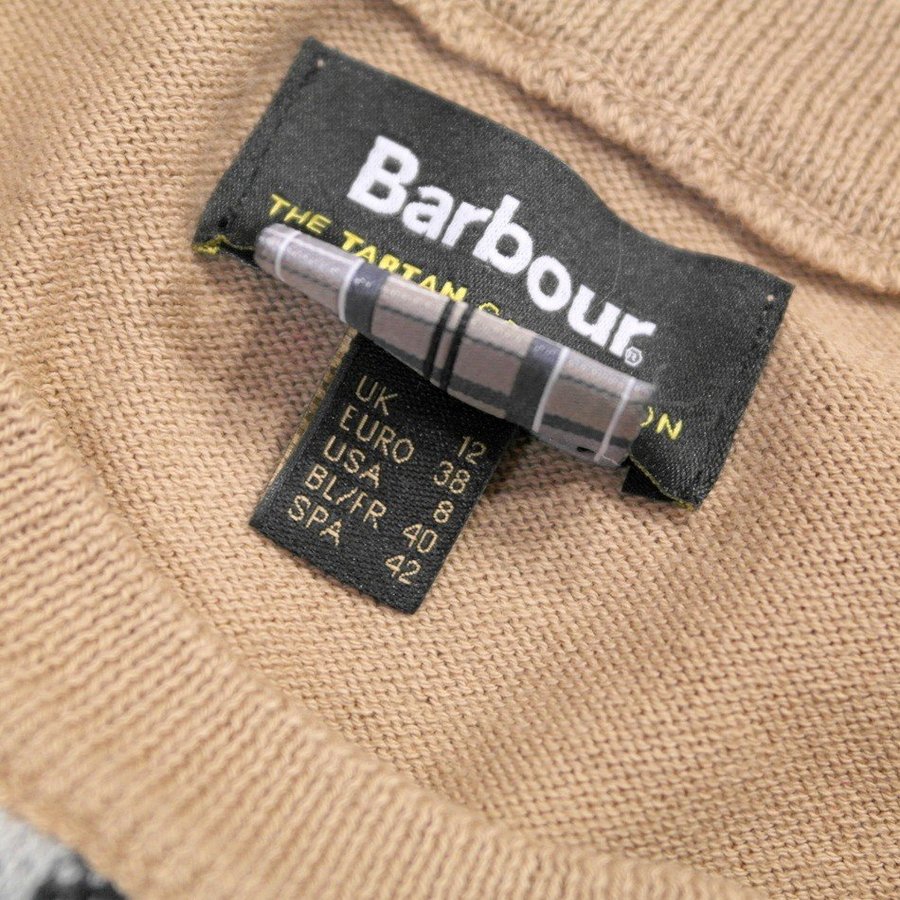 Barbour®
THE TARTAN
UK 12
EURO 38
USA 8
BL/FR 40
SPA 42